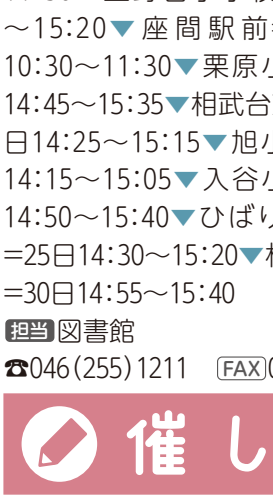 ～15:20▼座間駅前
10:30～11:30▼栗原小
14:45～15:35▼相武台
日14:25～15:15▼旭小
14:15～15:05▼入谷小
14:50～15:40▼ひばり
=25日14:30～15:20▼
=30日14:55～15:40
担当図書館
☎046(255)1211 FAX
催し